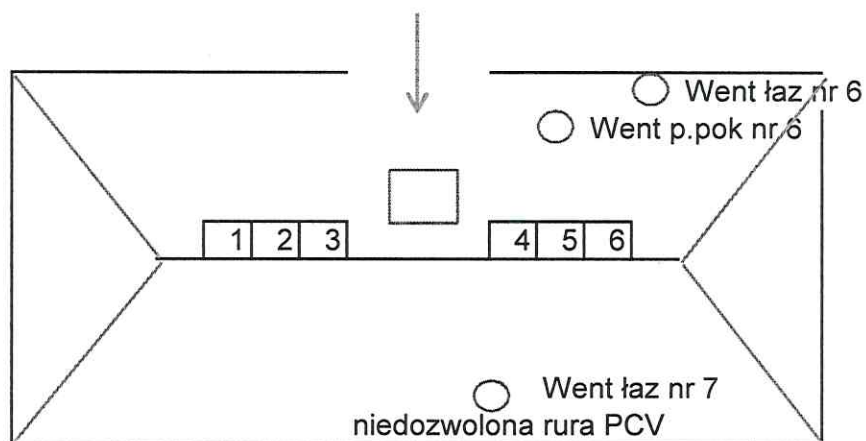 Went łaz nr 6
Went p.pok nr 6
1 2 3 4 5 6
Went łaz nr 7
niedozwolona rura PCV